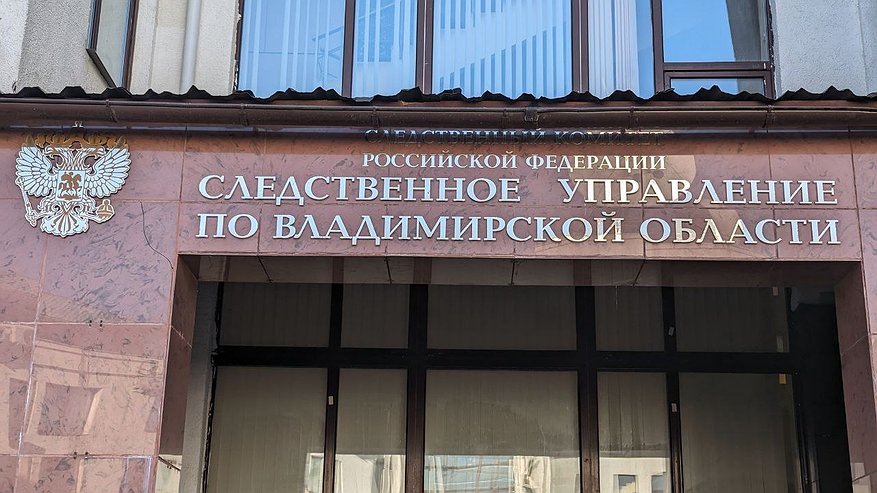 СЛЕДСТВЕННЫЙ КОМИТЕТ
РОССИЙСКОЙ ФЕДЕРАЦИИ
СЛЕДСТВЕННОЕ УПРАВЛЕНИЕ
ПО ВЛАДИМИРСКОЙ ОБЛАСТИ